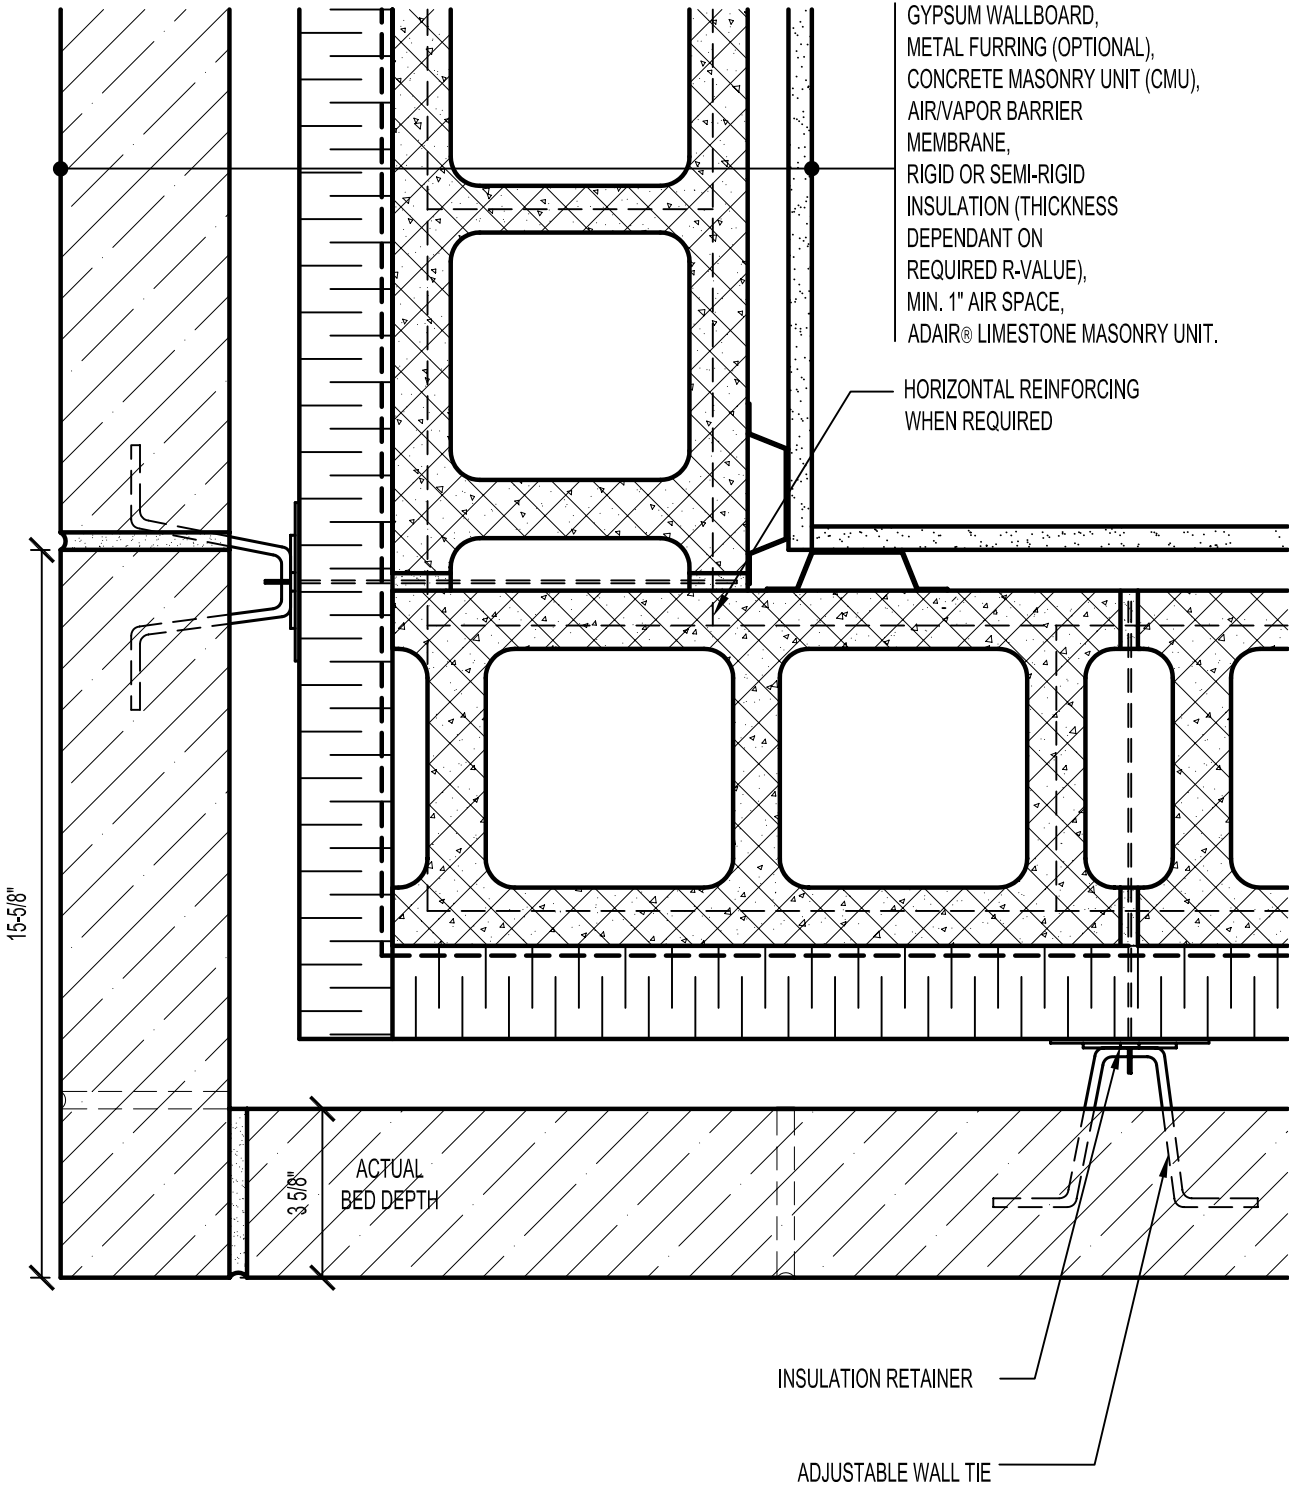 GYPSUM WALLBOARD,
METAL FURRING (OPTIONAL),
CONCRETE MASONRY UNIT (CMU),
AIR/VAPOR BARRIER
MEMBRANE,
RIGID OR SEMI-RIGID
INSULATION (THICKNESS
DEPENDANT ON
REQUIRED R-VALUE),
MIN. 1" AIR SPACE,
ADAIR® LIMESTONE MASONRY UNIT.
HORIZONTAL REINFORCING
WHEN REQUIRED
15-5/8"
3 5/8"
ACTUAL
BED DEPTH
INSULATION RETAINER
ADJUSTABLE WALL TIE